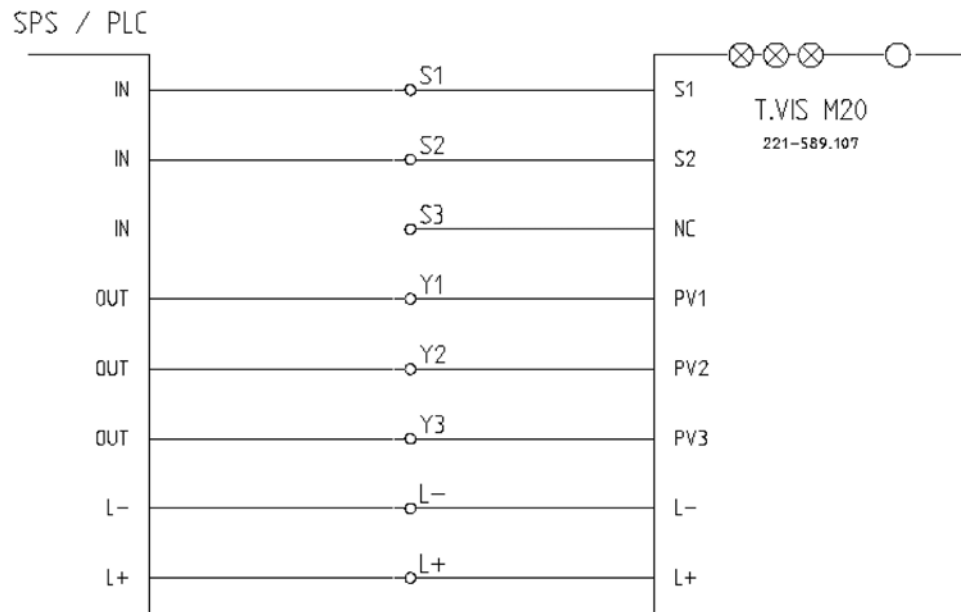 SPS / PLC
IN S1 S1
T.VIS M20
221-589.107
IN S2 S2
IN S3 NC
OUT Y1 PV1
OUT Y2 PV2
OUT Y3 PV3
L- L- L-
L+ L+ L+